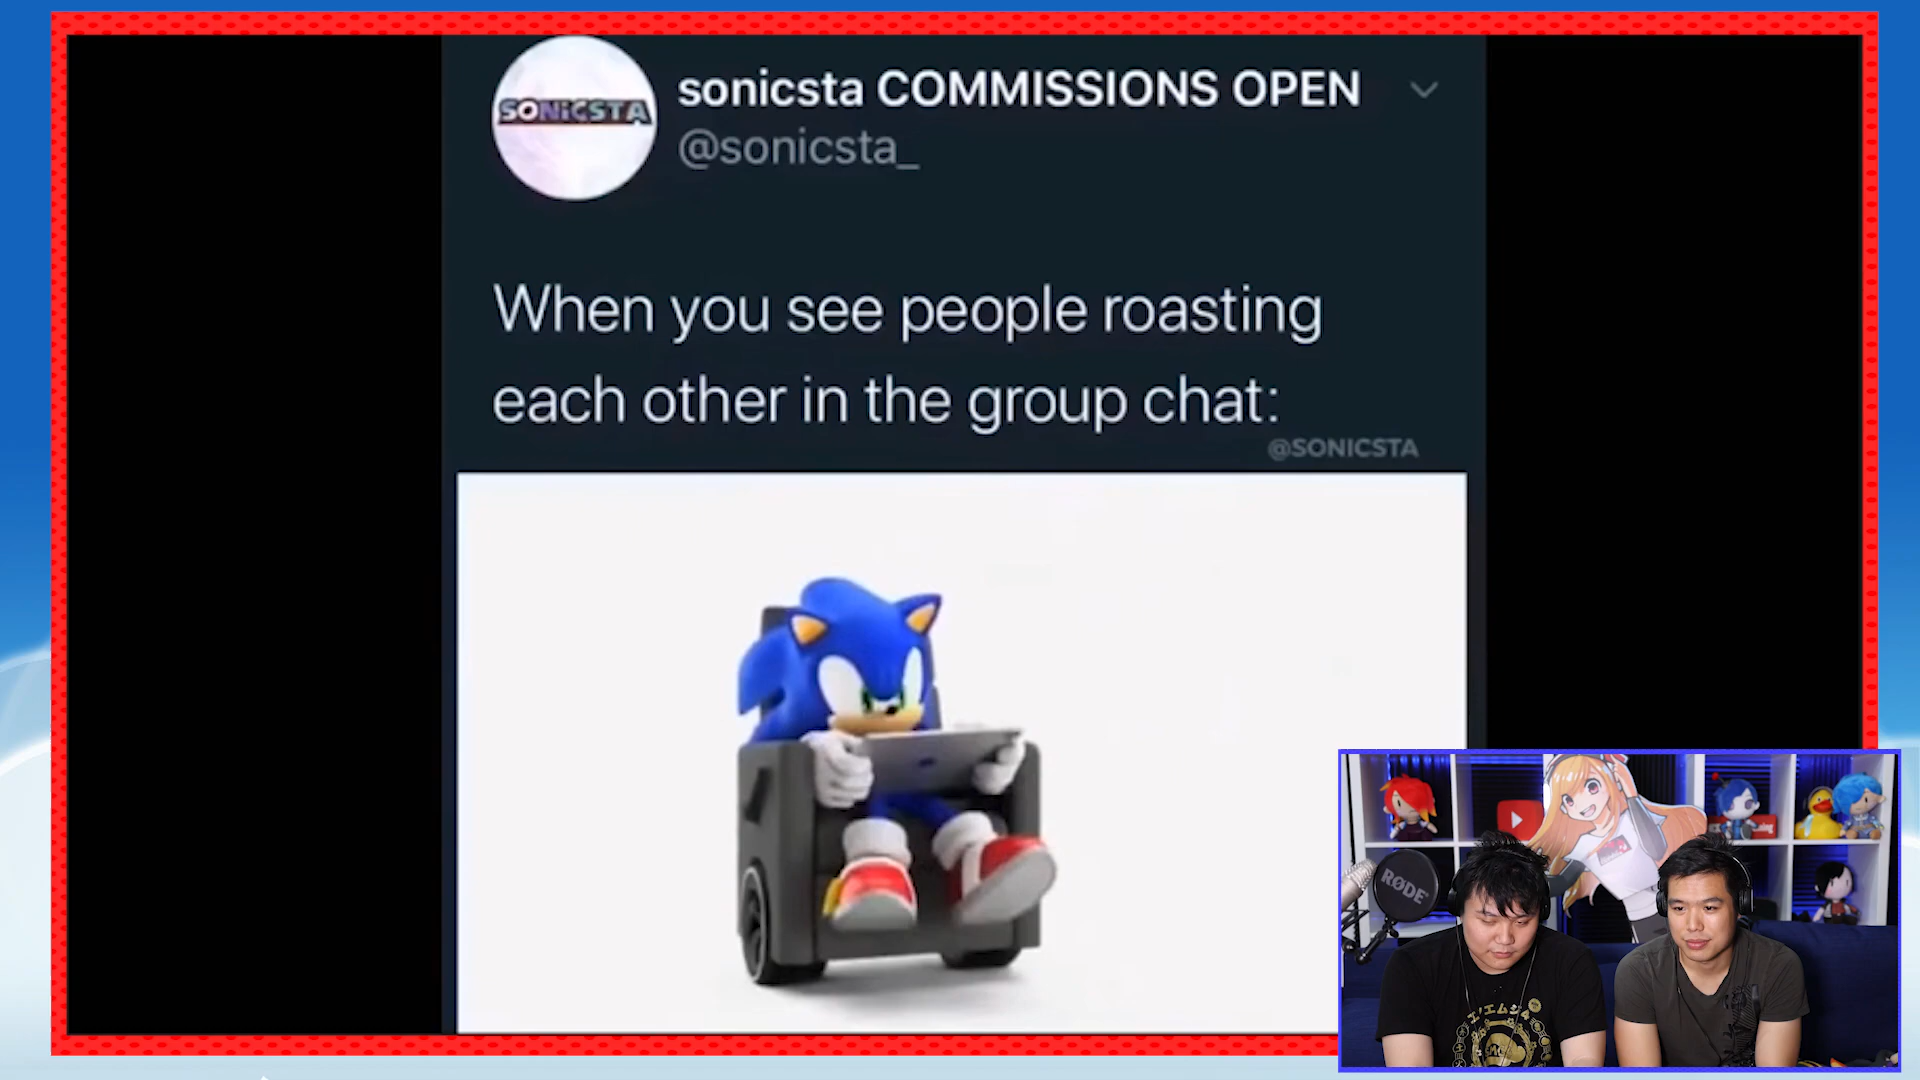 SONICSTA
sonicsta COMMISSIONS OPEN
@sonicsta_
When you see people roasting
each other in the group chat:
@SONICSTA
RØDE